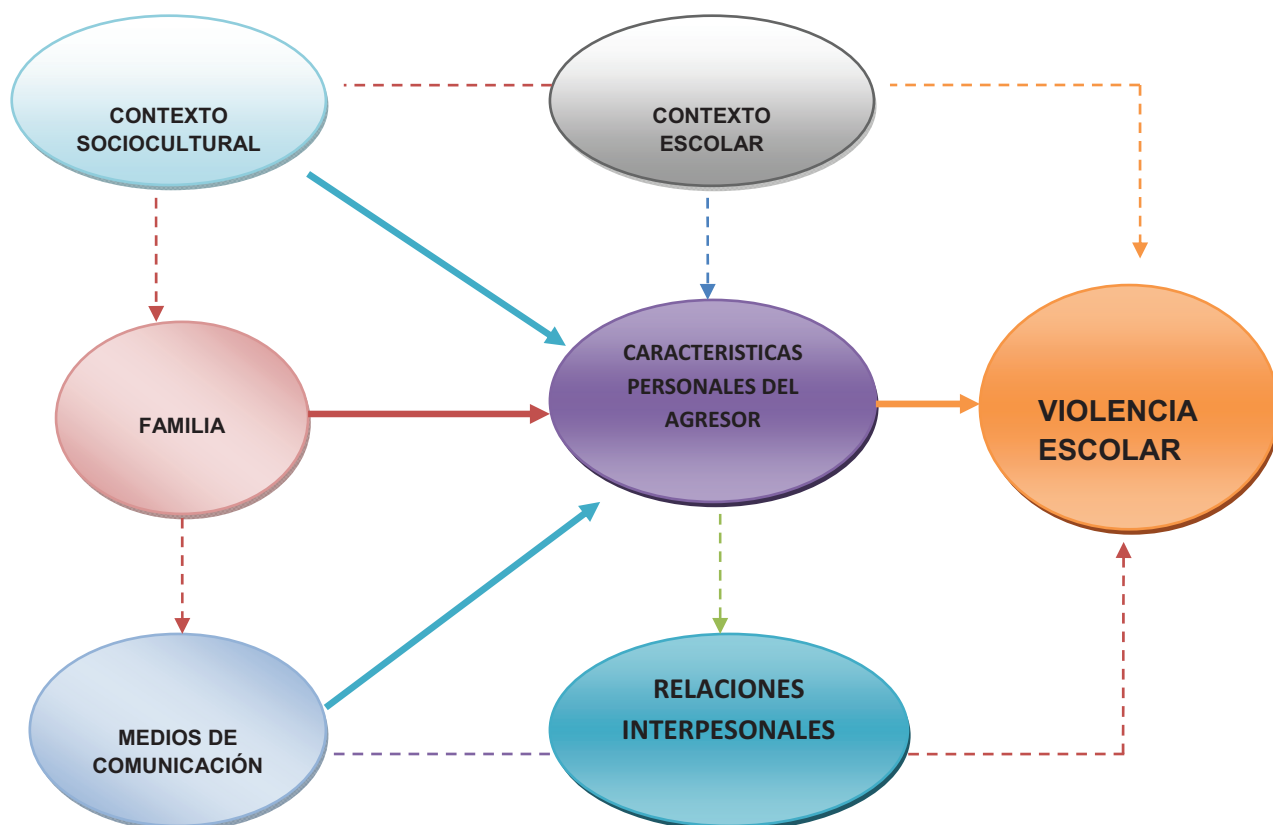 CONTEXTO
SOCIOCULTURAL
CONTEXTO
ESCOLAR
FAMILIA
CARACTERISTICAS
PERSONALES DEL
AGRESOR
VIOLENCIA
ESCOLAR
MEDIOS DE
COMUNICACIÓN
RELACIONES
INTERPESONALES